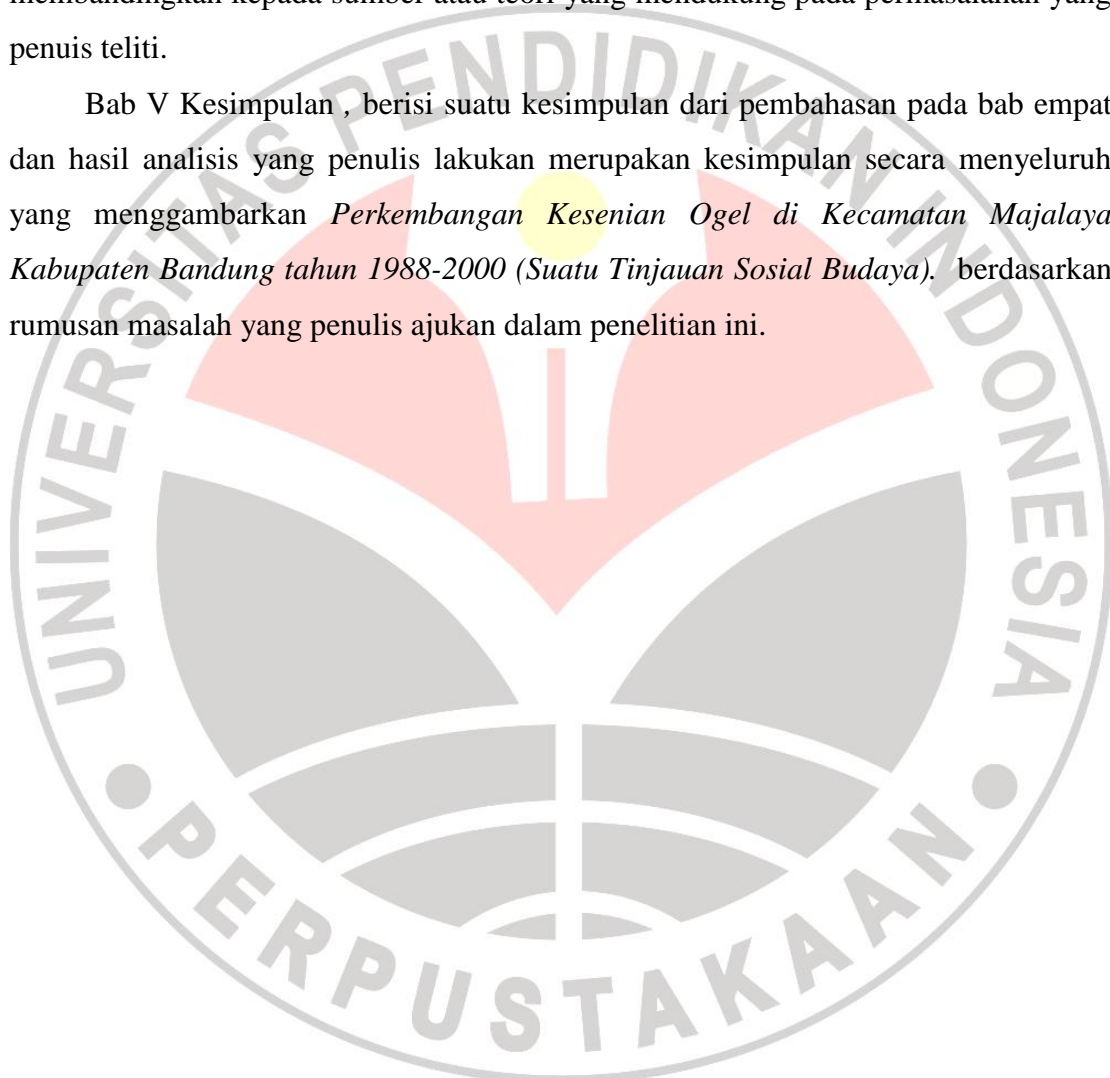 membandingkan kepada sumber atau teori yang mendukung pada permasalahan yang
penuis teliti.
Bab V Kesimpulan , berisi suatu kesimpulan dari pembahasan pada bab empat
dan hasil analisis yang penulis lakukan merupakan kesimpulan secara menyeluruh
yang menggambarkan Perkembangan Kesenian Ogel di Kecamatan Majalaya
Kabupaten Bandung tahun 1988-2000 (Suatu Tinjauan Sosial Budaya). berdasarkan
rumusan masalah yang penulis ajukan dalam penelitian ini.
UNIVERSITAS PENDIDIKAN INDONESIA
PERPUSTAKAAN